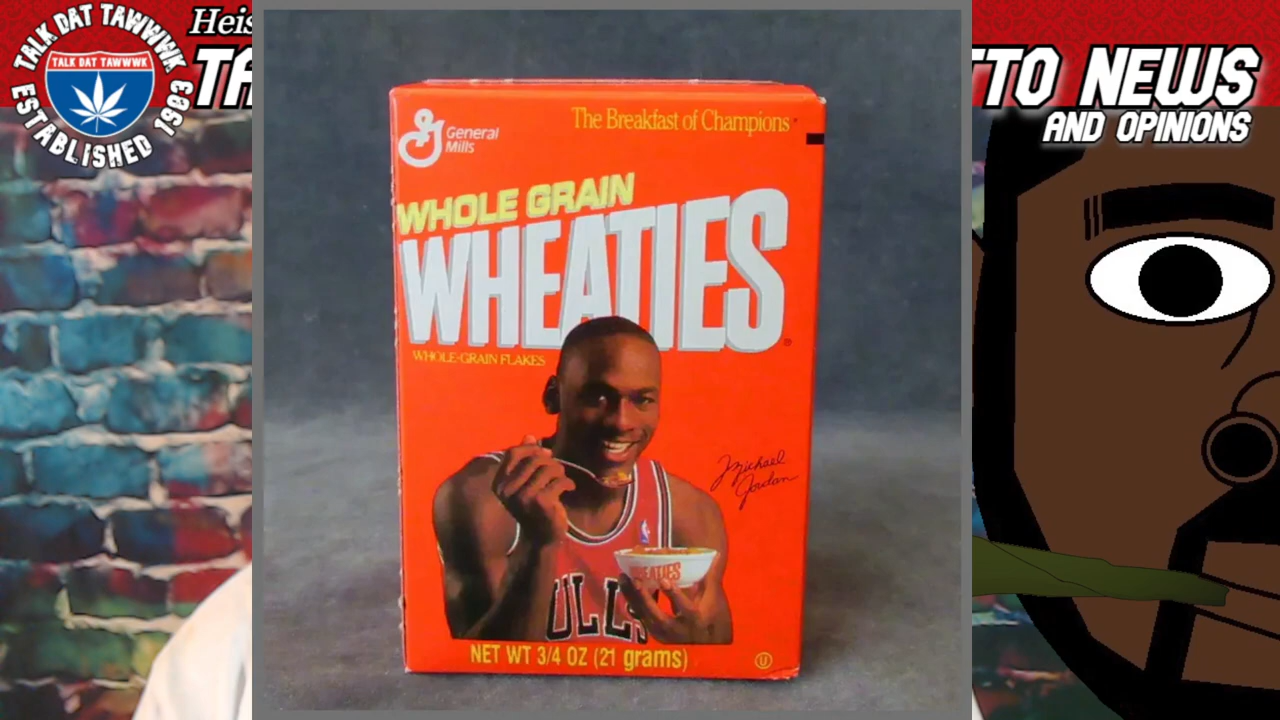 TALK DAT TAWWWK
TALK DAT TAWWWK
ESTABLISHED 1983
Heis
TA
TTO NEWS
AND OPINIONS
General
Mills
The Breakfast of Champions
WHOLE GRAIN
WHEATIES
®
WHOLE-GRAIN FLAKES
Michael
Jordan
WHEATIES
ULLS
NET WT 3/4 OZ (21 grams)
U